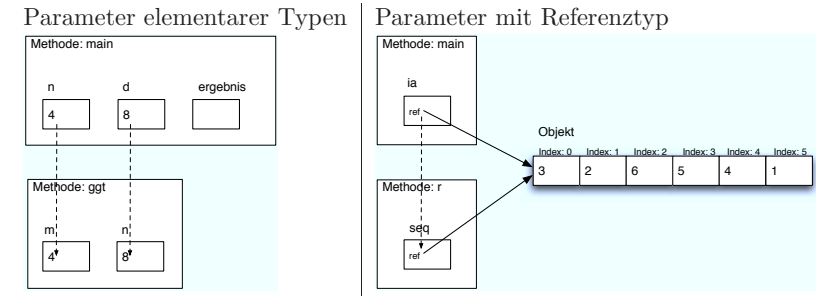 Parameter elementarer Typen
Methode: main
n d ergebnis
4 8
Methode: ggt
m n
4 8
Parameter mit Referenztyp
Methode: main
ia
ref
Objekt
Index: 0 Index: 1 Index: 2 Index: 3 Index: 4 Index: 5
3 2 6 5 4 1
Methode: r
seq
ref